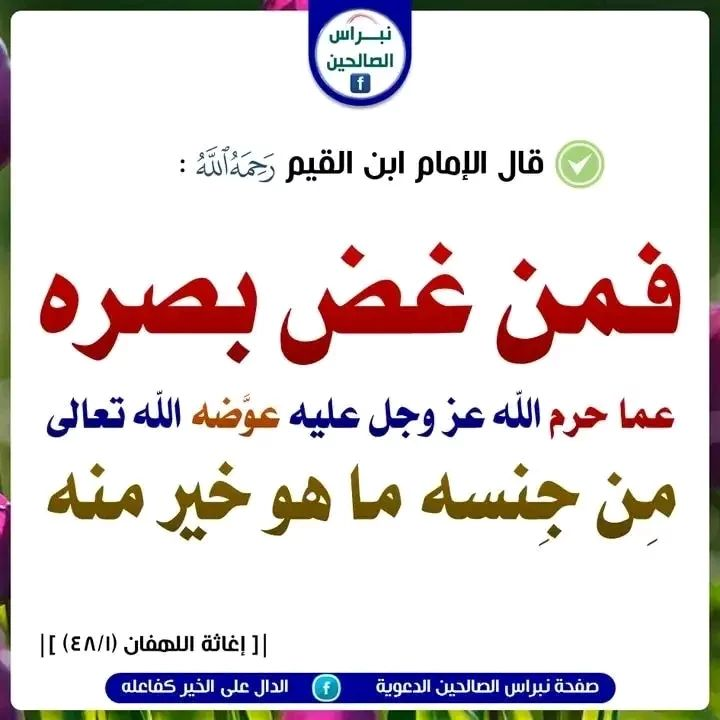 نبراس
الصالحين
f
قال الإمام ابن القيم رَحِمَهُ ٱللَّهُ :
فمن غض بصره
عما حرم الله عز وجل عليه عوَّضه الله تعالى
مِن جِنسه ما هو خير منه
|[ إغاثة اللهفان (٤٨/١) ]|
صفحة نبراس الصالحين الدعوية f الدال على الخير كفاعله